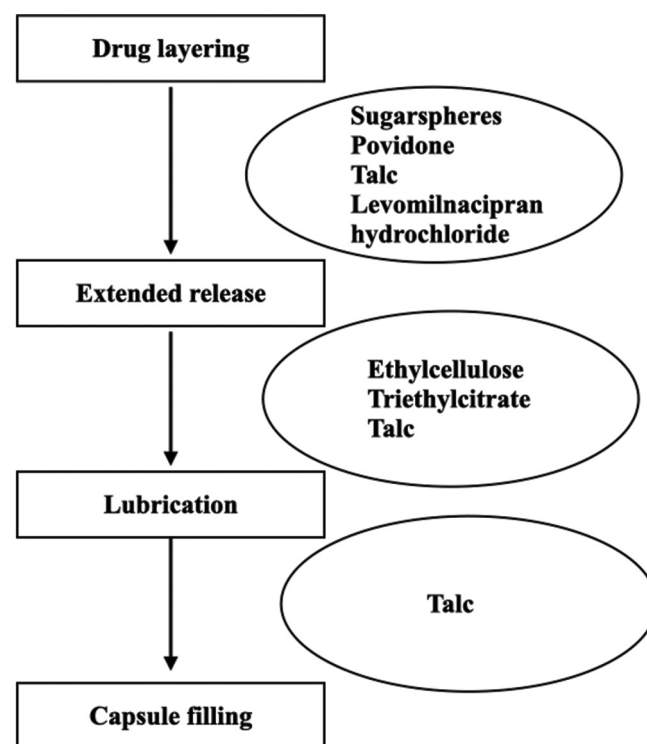 Drug layering
Sugarspheres
Povidone
Talc
Levomilnacipran
hydrochloride
Extended release
Ethylcellulose
Triethylcitrate
Talc
Lubrication
Talc
Capsule filling